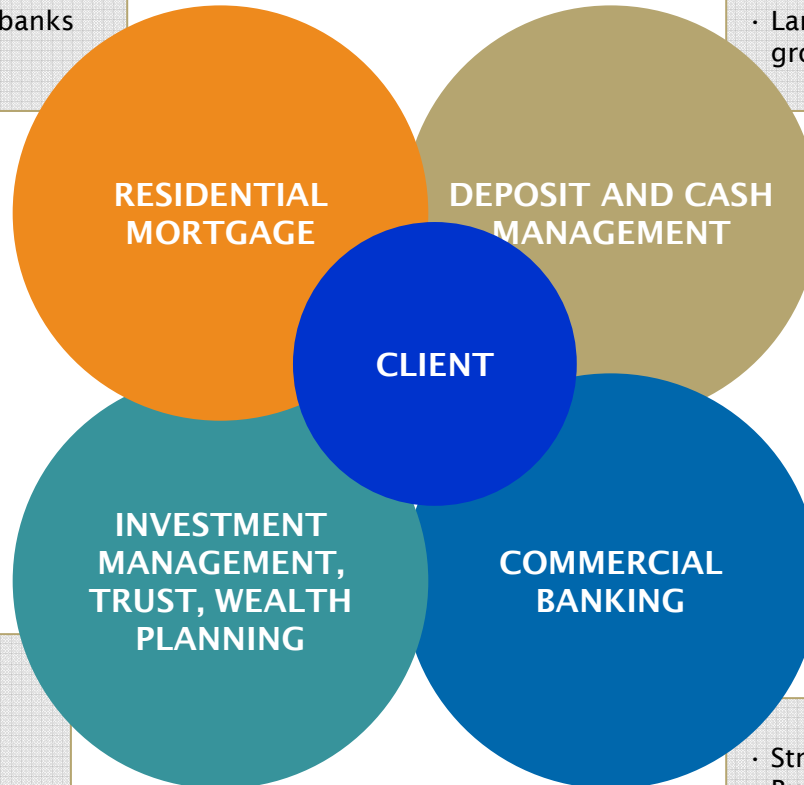 banks
RESIDENTIAL
MORTGAGE
DEPOSIT AND CASH
MANAGEMENT
CLIENT
INVESTMENT
MANAGEMENT,
TRUST, WEALTH
PLANNING
COMMERCIAL
BANKING